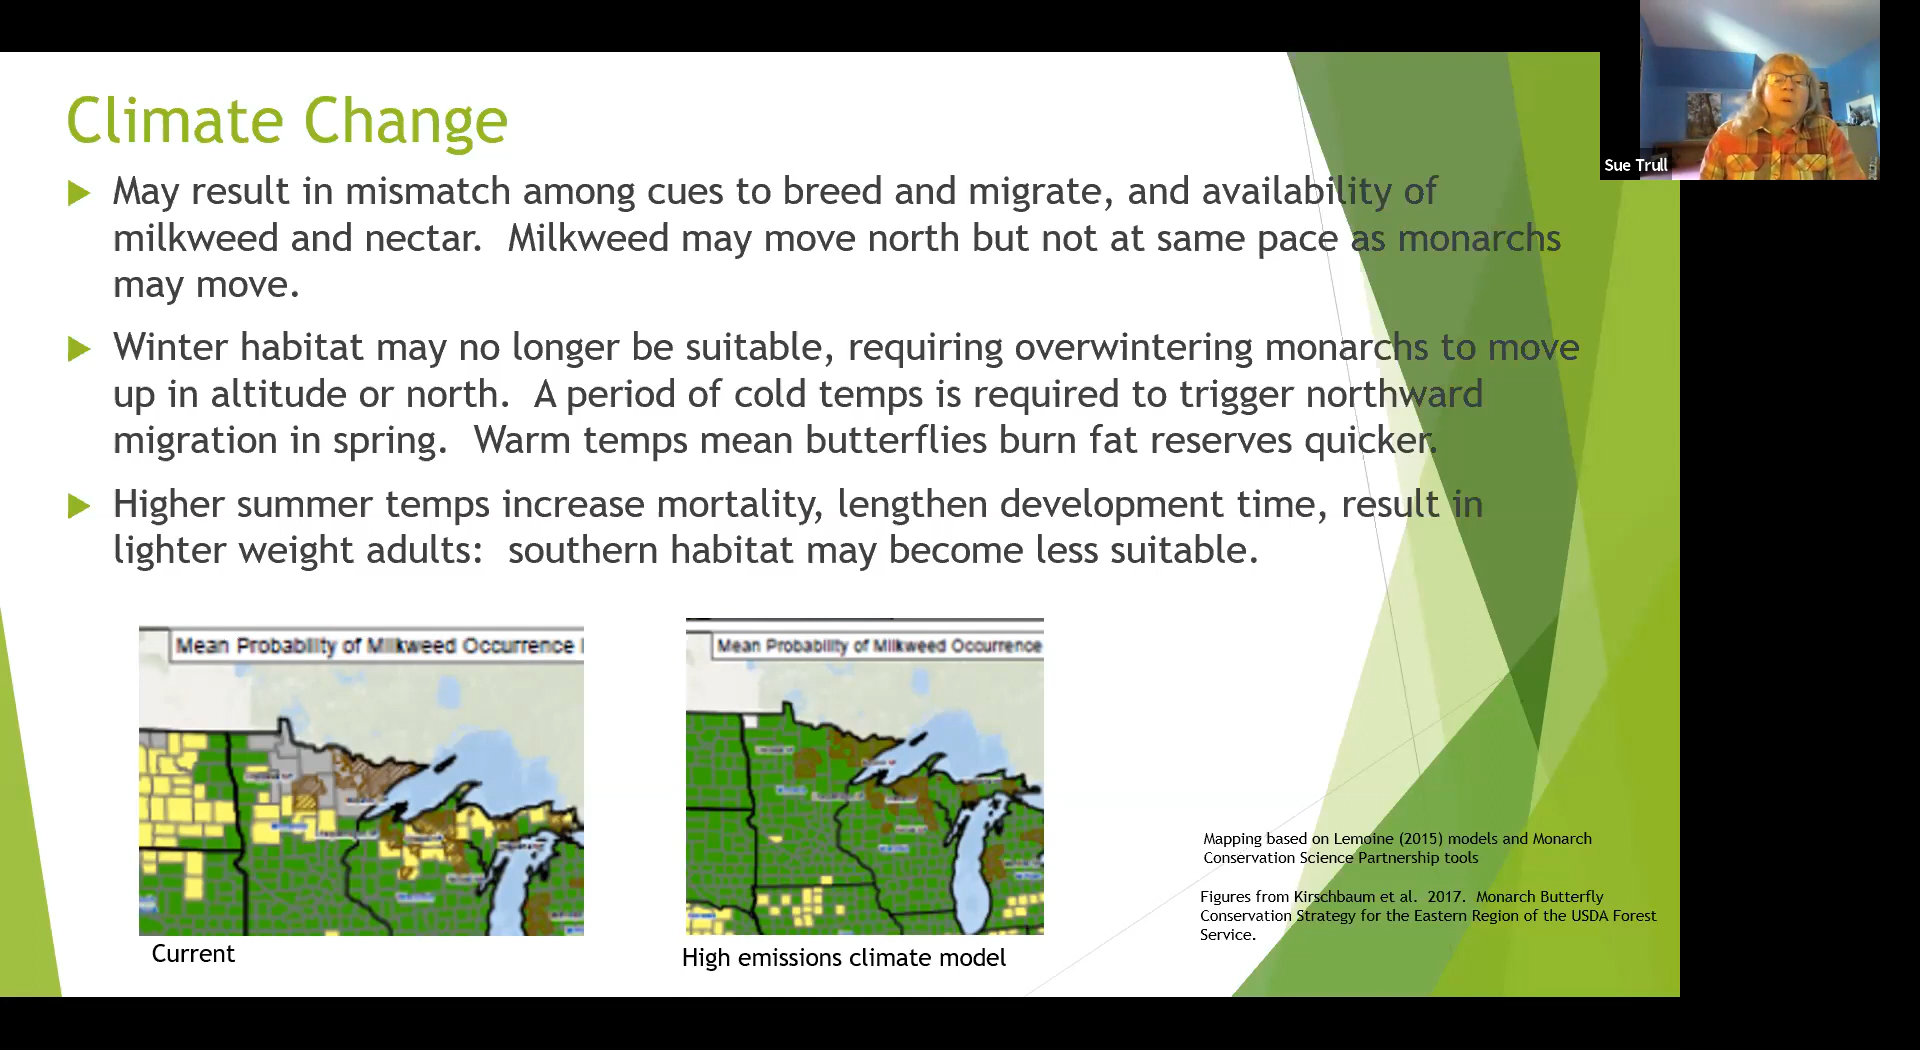 Climate Change
May result in mismatch among cues to breed and migrate, and availability of
milkweed and nectar.  Milkweed may move north but not at same pace as monarchs
may move.
Winter habitat may no longer be suitable, requiring overwintering monarchs to move
up in altitude or north.  A period of cold temps is required to trigger northward
migration in spring.  Warm temps mean butterflies burn fat reserves quicker.
Higher summer temps increase mortality, lengthen development time, result in
lighter weight adults:  southern habitat may become less suitable.
Mean Probability of Milkweed Occurrence
Current
Mean Probability of Milkweed Occurrence
High emissions climate model
Mapping based on Lemoine (2015) models and Monarch
Conservation Science Partnership tools
Figures from Kirschbaum et al.  2017.  Monarch Butterfly
Conservation Strategy for the Eastern Region of the USDA Forest
Service.
Sue Trull